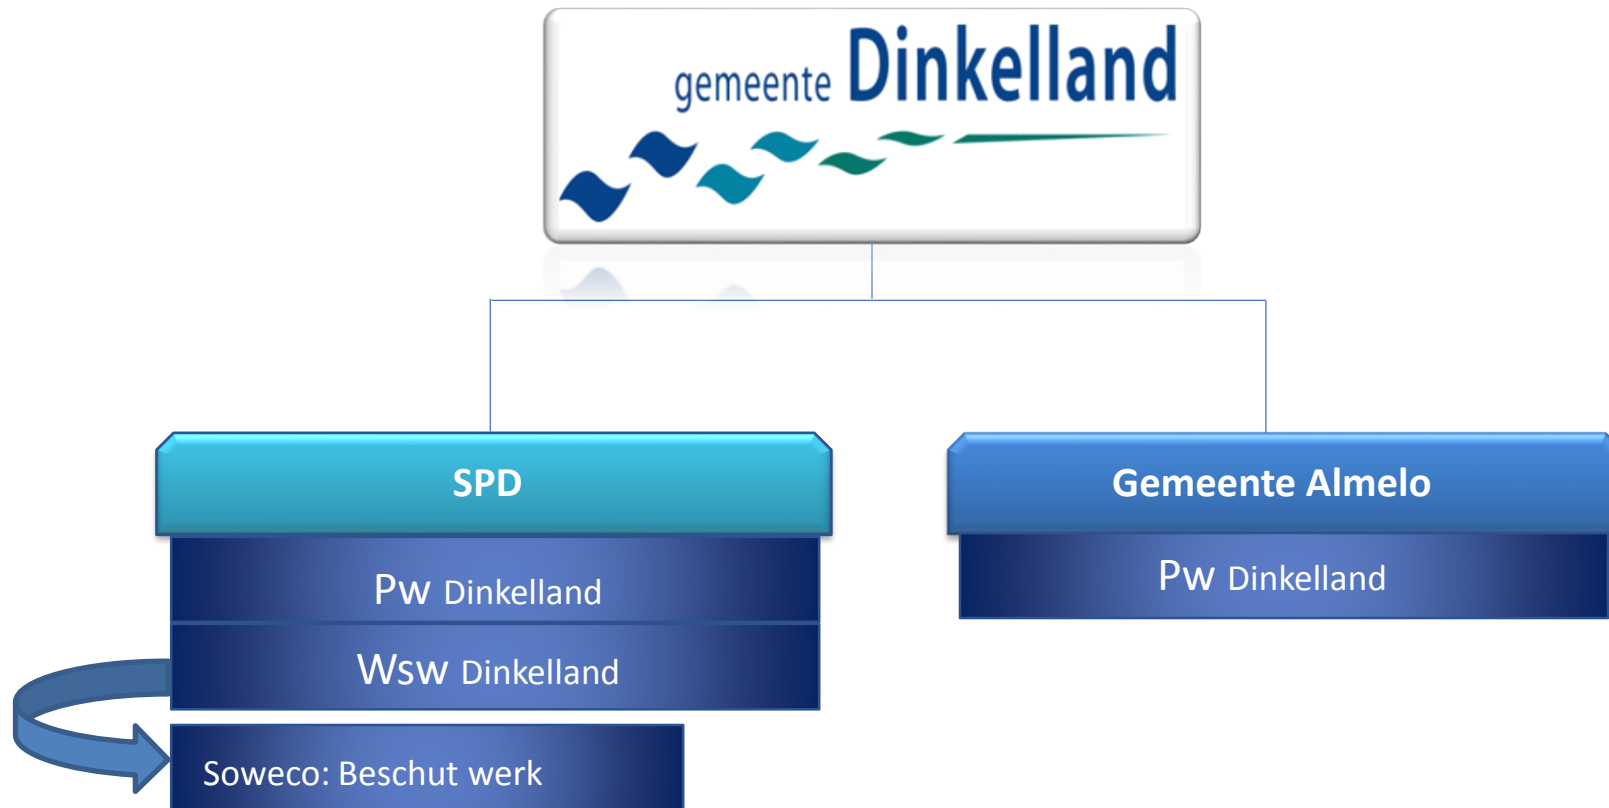 gemeente Dinkelland
SPD
Pw Dinkelland
Wsw Dinkelland
Soweco: Beschut werk
Gemeente Almelo
Pw Dinkelland